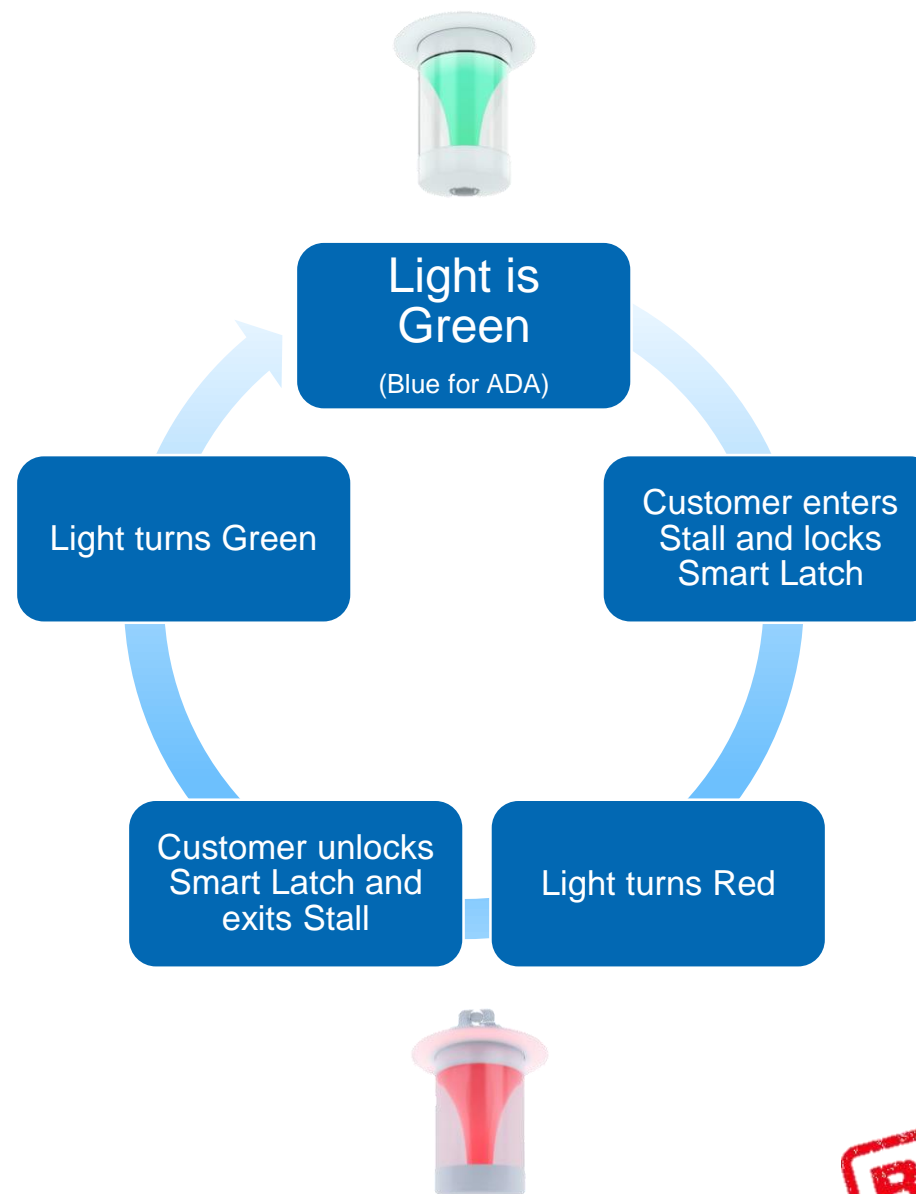 Light is
Green
(Blue for ADA)
Customer enters
Stall and locks
Smart Latch
Light turns Red
Customer unlocks
Smart Latch and
exits Stall
Light turns Green